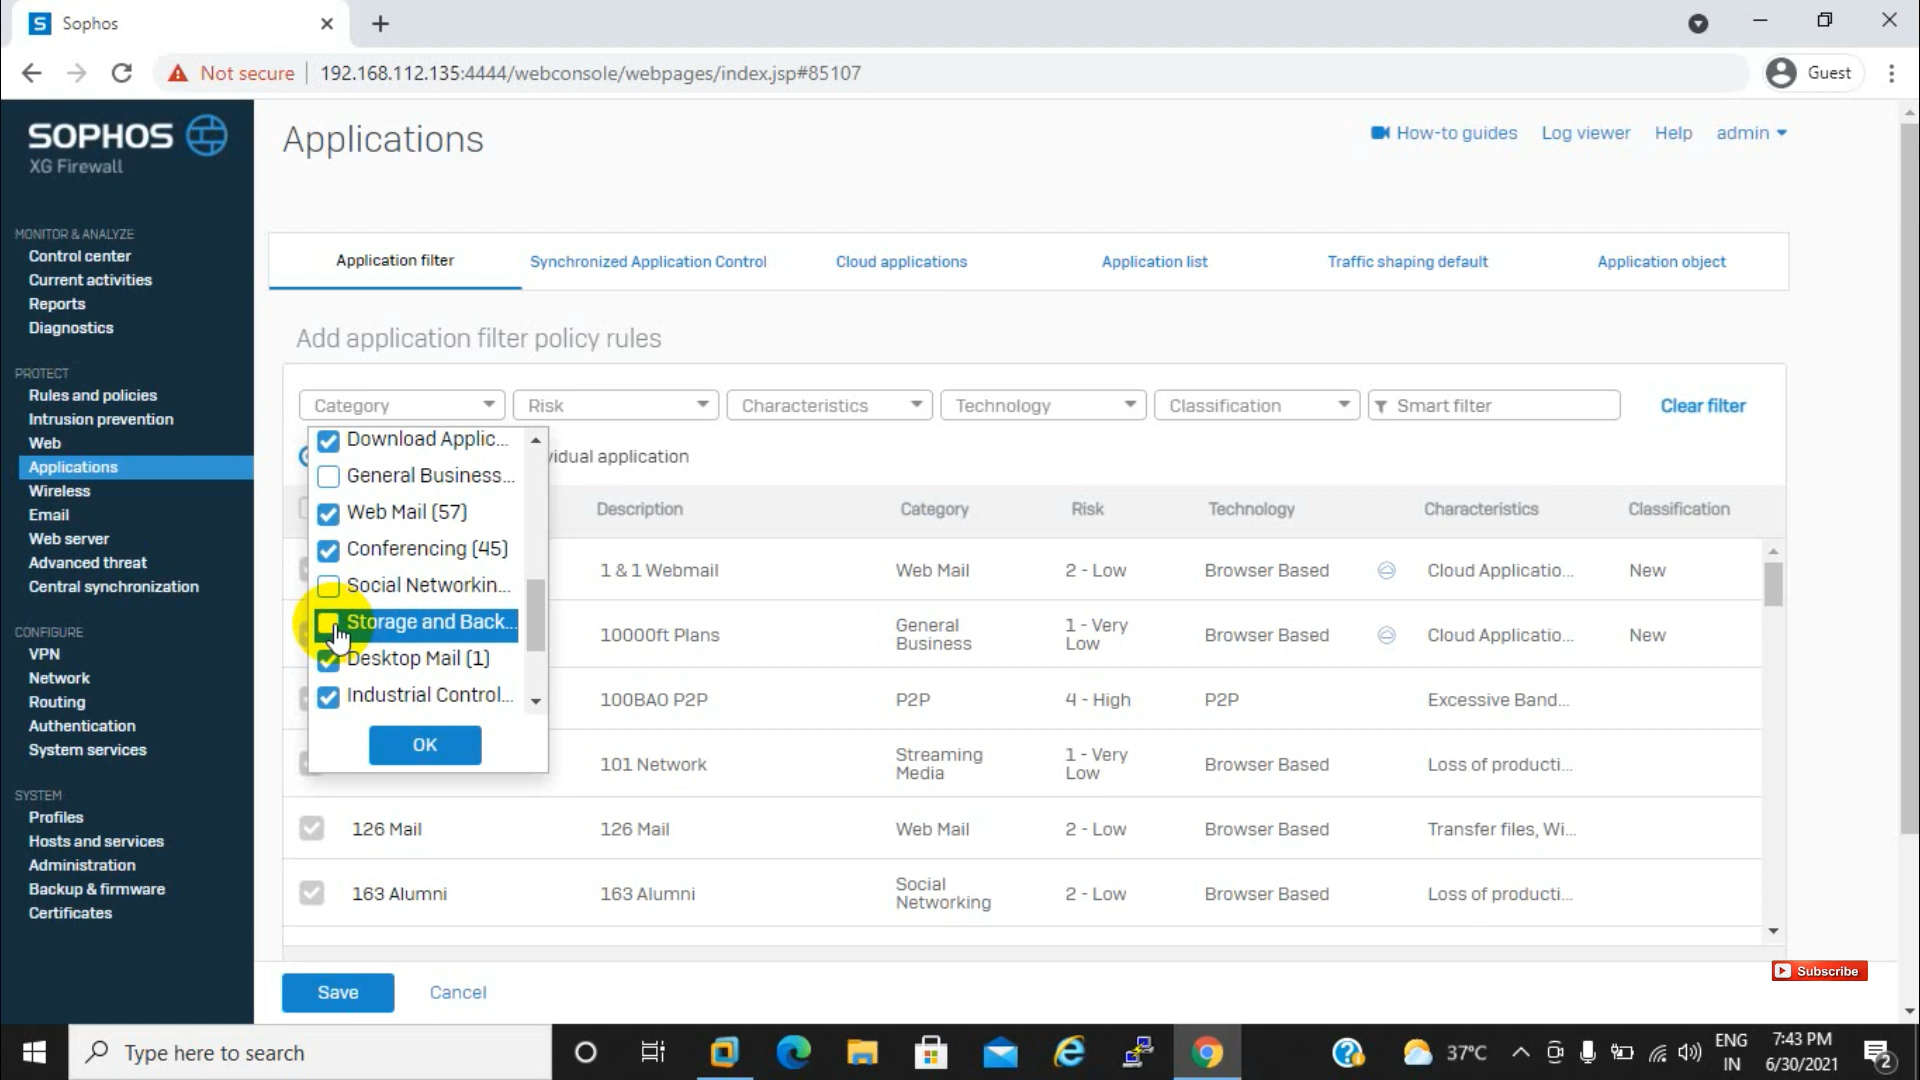 Sophos
Not secure
192.168.112.135:4444/webconsole/webpages/index.jsp#85107
Guest
SOPHOS
XG Firewall
Applications
How-to guides
Log viewer
Help
admin
MONITOR & ANALYZE
Control center
Current activities
Reports
Diagnostics
PROTECT
Rules and policies
Intrusion prevention
Web
Applications
Wireless
Email
Web server
Advanced threat
Central synchronization
CONFIGURE
VPN
Network
Routing
Authentication
System services
SYSTEM
Profiles
Hosts and services
Administration
Backup & firmware
Certificates
Application filter
Synchronized Application Control
Cloud applications
Application list
Traffic shaping default
Application object
Add application filter policy rules
Category
Risk
Characteristics
Technology
Classification
Smart filter
Clear filter
Download Applic...
General Business...
Web Mail (57)
Conferencing (45)
Social Networkin...
Storage and Back...
Desktop Mail (1)
Industrial Control...
OK
vidual application
Description
Category
Risk
Technology
Characteristics
Classification
1 & 1 Webmail
Web Mail
2 - Low
Browser Based
Cloud Applicatio...
New
10000ft Plans
General
Business
1 - Very
Low
Browser Based
Cloud Applicatio...
New
100BAO P2P
P2P
4 - High
P2P
Excessive Band...
101 Network
Streaming
Media
1 - Very
Low
Browser Based
Loss of producti...
126 Mail
126 Mail
Web Mail
2 - Low
Browser Based
Transfer files, Wi...
163 Alumni
163 Alumni
Social
Networking
2 - Low
Browser Based
Loss of producti...
Subscribe
Save
Cancel
Type here to search
37°C
ENG
IN
7:43 PM
6/30/2021
2